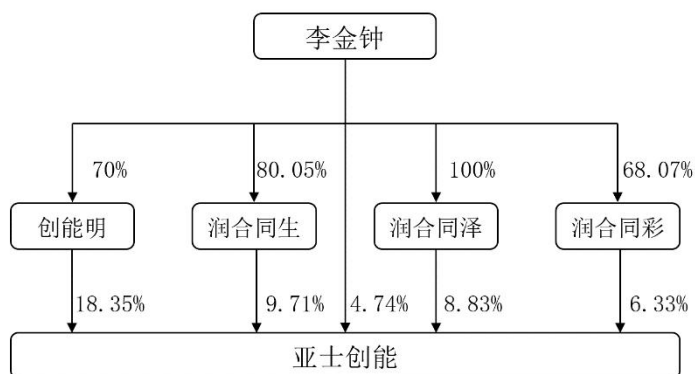 李金钟
70%
80.05%
100%
68.07%
创能明
润合同生
润合同泽
润合同彩
18.35%
9.71%
4.74%
8.83%
6.33%
亚士创能